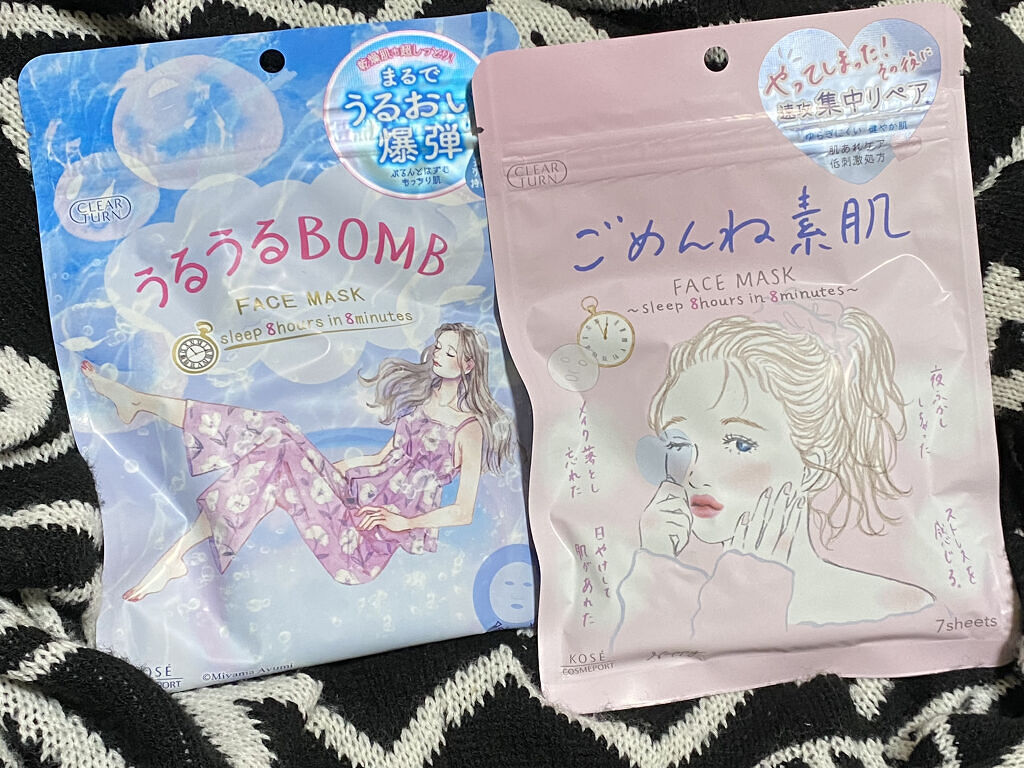 乾燥肌も超しっとり!
まるで
うるおい
爆弾
ぷるんとはずむ
もっちり肌
CLEAR
TURN
うるうるBOMB
FACE MASK
sleep 8hours in 8minutes
KOSÉ
COSMEPORT
©Miyama Ayumi
やってしまった!
その後に
速攻集中リペア
ゆらぎにくい健やか肌
肌あれケア
低刺激処方
CLEAR
TURN
ごめんね素肌
FACE MASK
~sleep 8hours in 8minutes~
夜ふかし
しちゃった
メイク落とし
忘れた
日やけして
肌があれた
ストレスを
感じる。
7sheets
KOSÉ
COSMEPORT